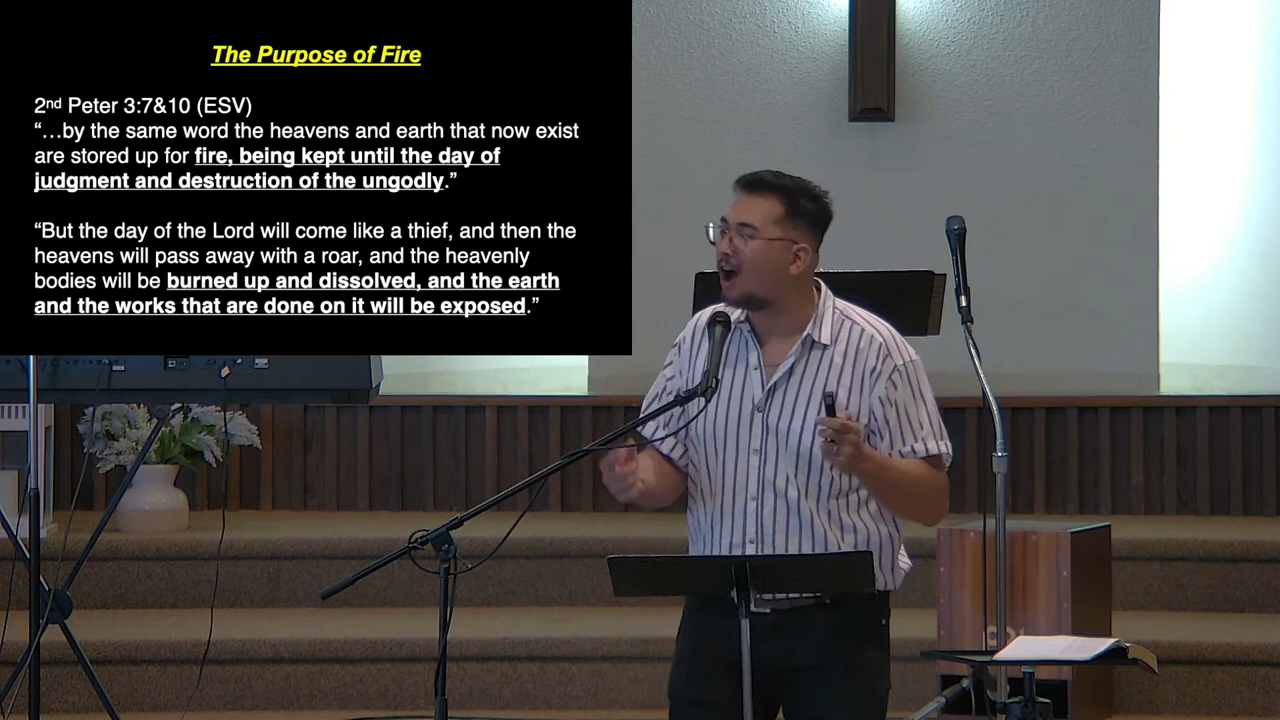 The Purpose of Fire
2nd Peter 3:7&10 (ESV)
“…by the same word the heavens and earth that now exist
are stored up for fire, being kept until the day of
judgment and destruction of the ungodly.”
“But the day of the Lord will come like a thief, and then the
heavens will pass away with a roar, and the heavenly
bodies will be burned up and dissolved, and the earth
and the works that are done on it will be exposed.”